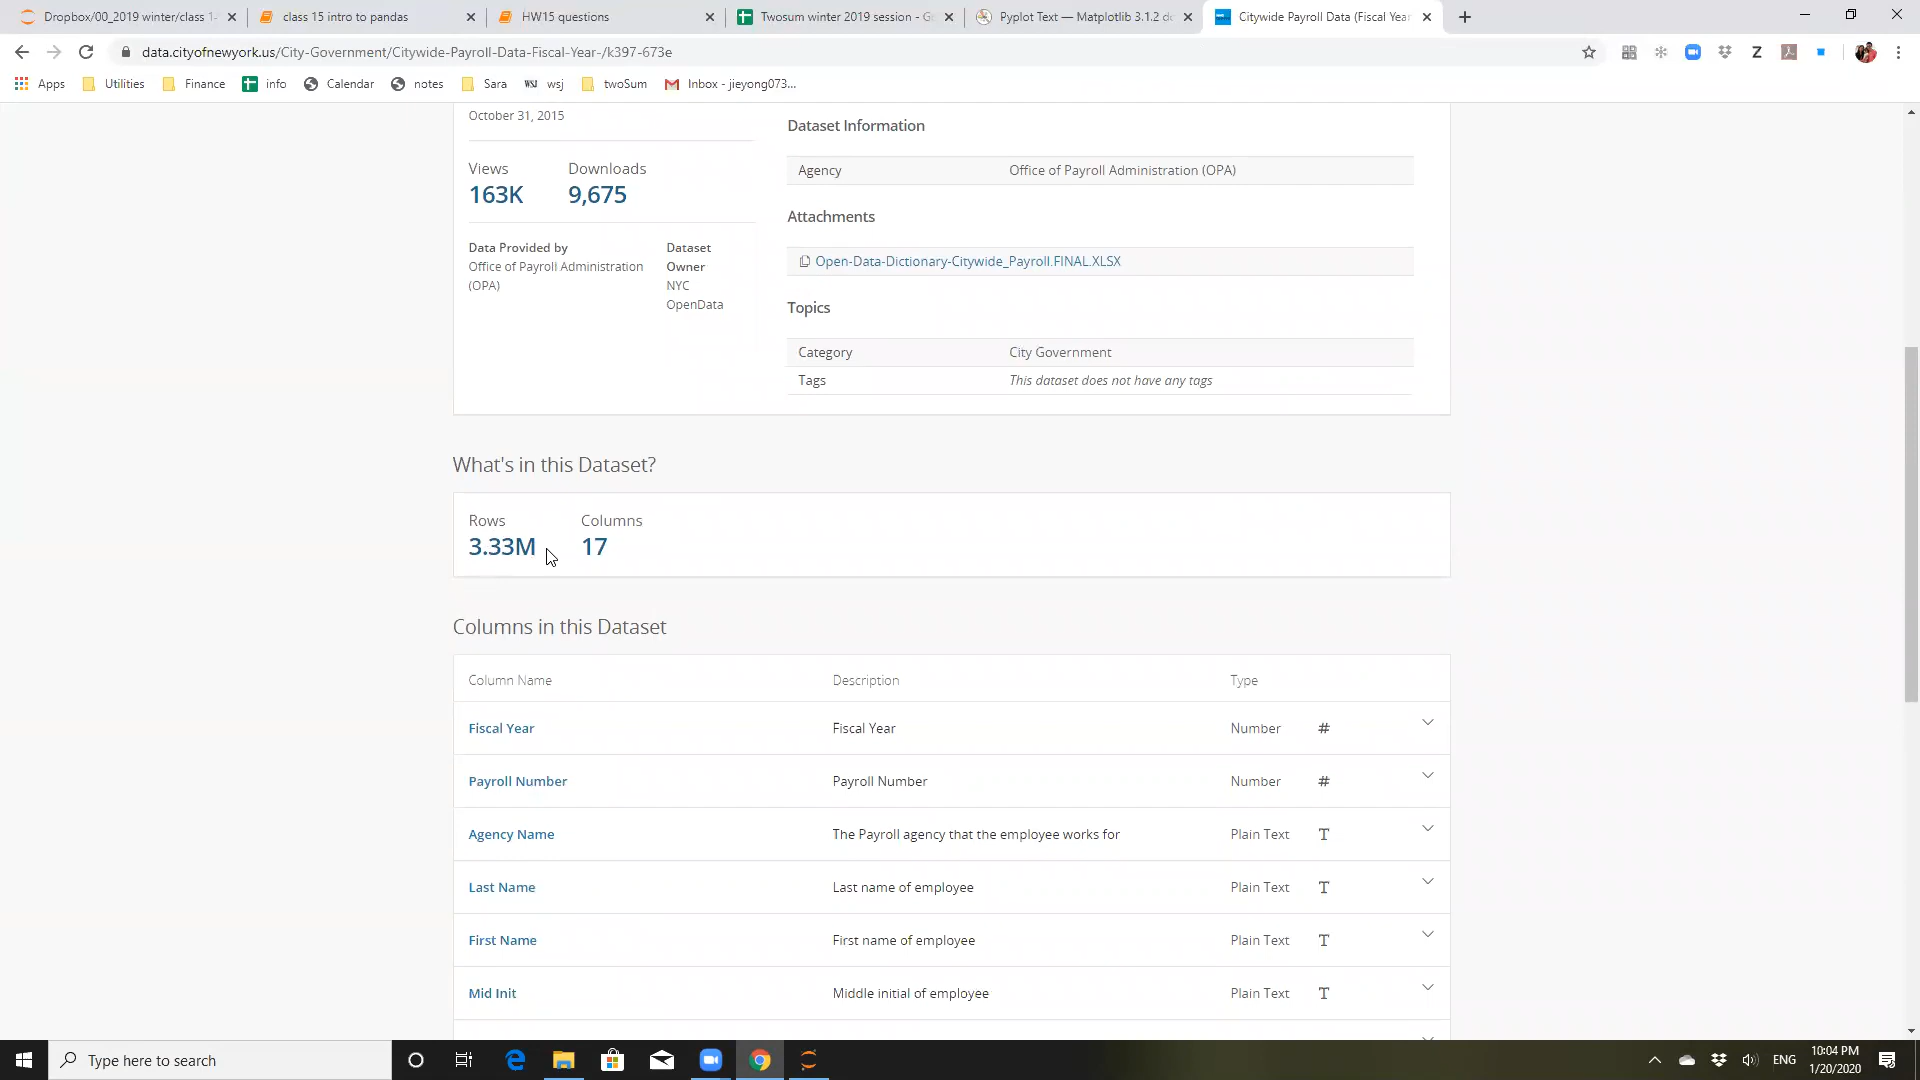 Dropbox/00_2019 winter/class 1
class 15 intro to pandas
HW15 questions
Twosum winter 2019 session - G
Pyplot Text — Matplotlib 3.1.2 d
Citywide Payroll Data (Fiscal Year
data.cityofnewyork.us/City-Government/Citywide-Payroll-Data-Fiscal-Year-/k397-673e
Apps Utilities Finance info Calendar notes Sara WSJ wsj twoSum Inbox - jieyong073...
October 31, 2015
Views Downloads
163K 9,675
Data Provided by
Office of Payroll Administration
(OPA)
Dataset
Owner
NYC
OpenData
Dataset Information
Agency Office of Payroll Administration (OPA)
Attachments
Open-Data-Dictionary-Citywide_Payroll.FINAL.XLSX
Topics
Category City Government
Tags This dataset does not have any tags
What's in this Dataset?
Rows Columns
3.33M 17
Columns in this Dataset
Column Name Description Type
Fiscal Year Fiscal Year Number #
Payroll Number Payroll Number Number #
Agency Name The Payroll agency that the employee works for Plain Text T
Last Name Last name of employee Plain Text T
First Name First name of employee Plain Text T
Mid Init Middle initial of employee Plain Text T
Type here to search
ENG
10:04 PM
1/20/2020